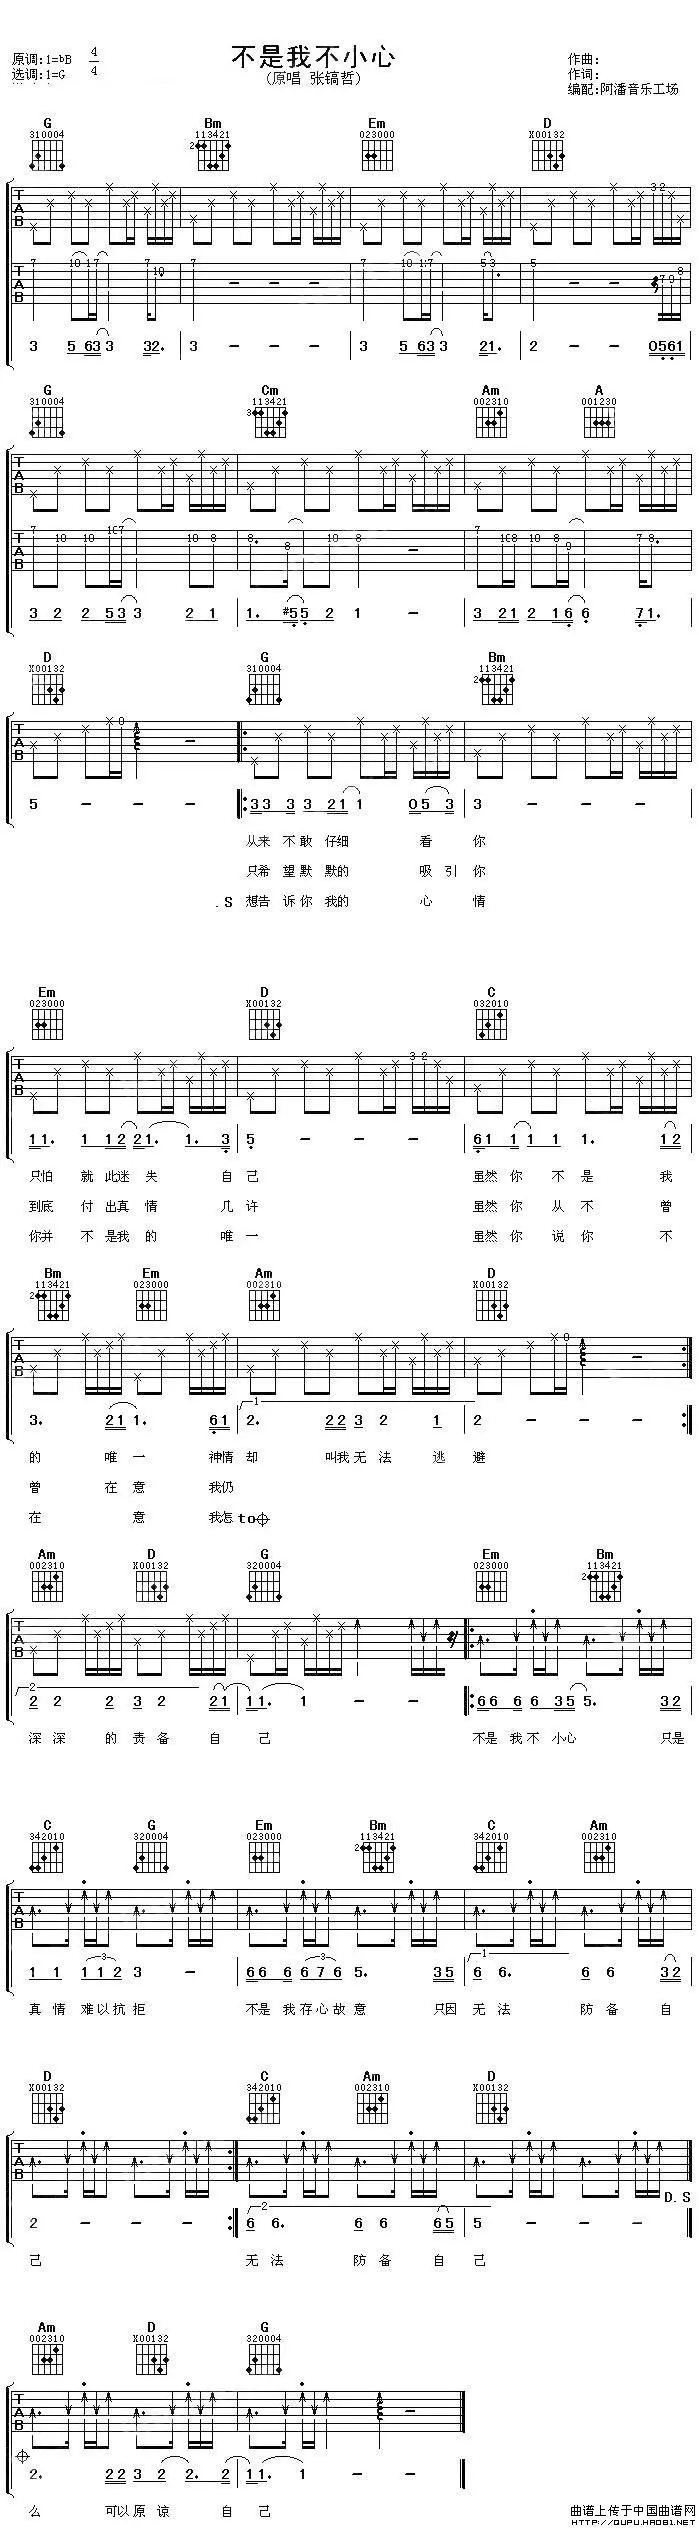 不是我不小心
(原唱 张镐哲)
原调:1=bB 4/4
选调:1=G
作曲:
作词:
编配:阿潘音乐工场
G Bm Em D
310004 113421 023000 X00132
3 5 63 3 32. 3 - - - 3 5 63 3 21. 2 - - 0561
G Cm Am A
310004 113421 002310 001230
3 2 2 53 3 2 1 1. #5 5 2 1 - 3 21 2 16 6 71.
D G Bm
X00132 310004 113421
5 - - - 33 3 3 21 1 05 3 3 - - -
从来 不敢 仔细 看 你
只希 望默 默的 吸引 你
.S 想告 诉你 我的 心 情
Em D C
023000 X00132 032010
11. 1 12 21. 1. 3 5 - - - 61 1 1 1 1. 12
只怕 就 此迷 失 自 己 虽然 你 不 是 我
到底 付 出真 情 几 许 虽然 你 从 不 曾
你并 不 是我 的 唯 一 虽然 你 说 你 不
Bm Em Am D
113421 023000 002310 X00132
3. 21 1. 61 2. 22 3 2 1 2 - - -
的 唯 一 神情 却 叫我 无 法 逃 避
曾 在 意 我仍
在 意 我怎 to
Am D G Em Bm
002310 X00132 320004 023000 113421
2 2 2 3 2 21 11. 1 - - 66 6 6 35 5. 32
深 深 的 责 备 自 己 不是 我 不 小心 只是
C G Em Bm C Am
342010 320004 023000 113421 342010 002310
1 1 112 3 - 66 6 676 5. 35 6 6. 6 6 32
真 情 难以抗 拒 不是 我 存心故 意 只因 无 法 防 备 自
D C Am D
X00132 342010 002310 X00132
D.S
2 - - - 6 6. 6 6 65 5 - - -
己 无 法 防 备 自 己
Am D G
002310 X00132 320004
2. 22 3 2 2. 2 11. 1 - -
么 可以 原 谅 自 己
曲谱上传于中国曲谱网
HTTP://QUPU.HAO81.NET